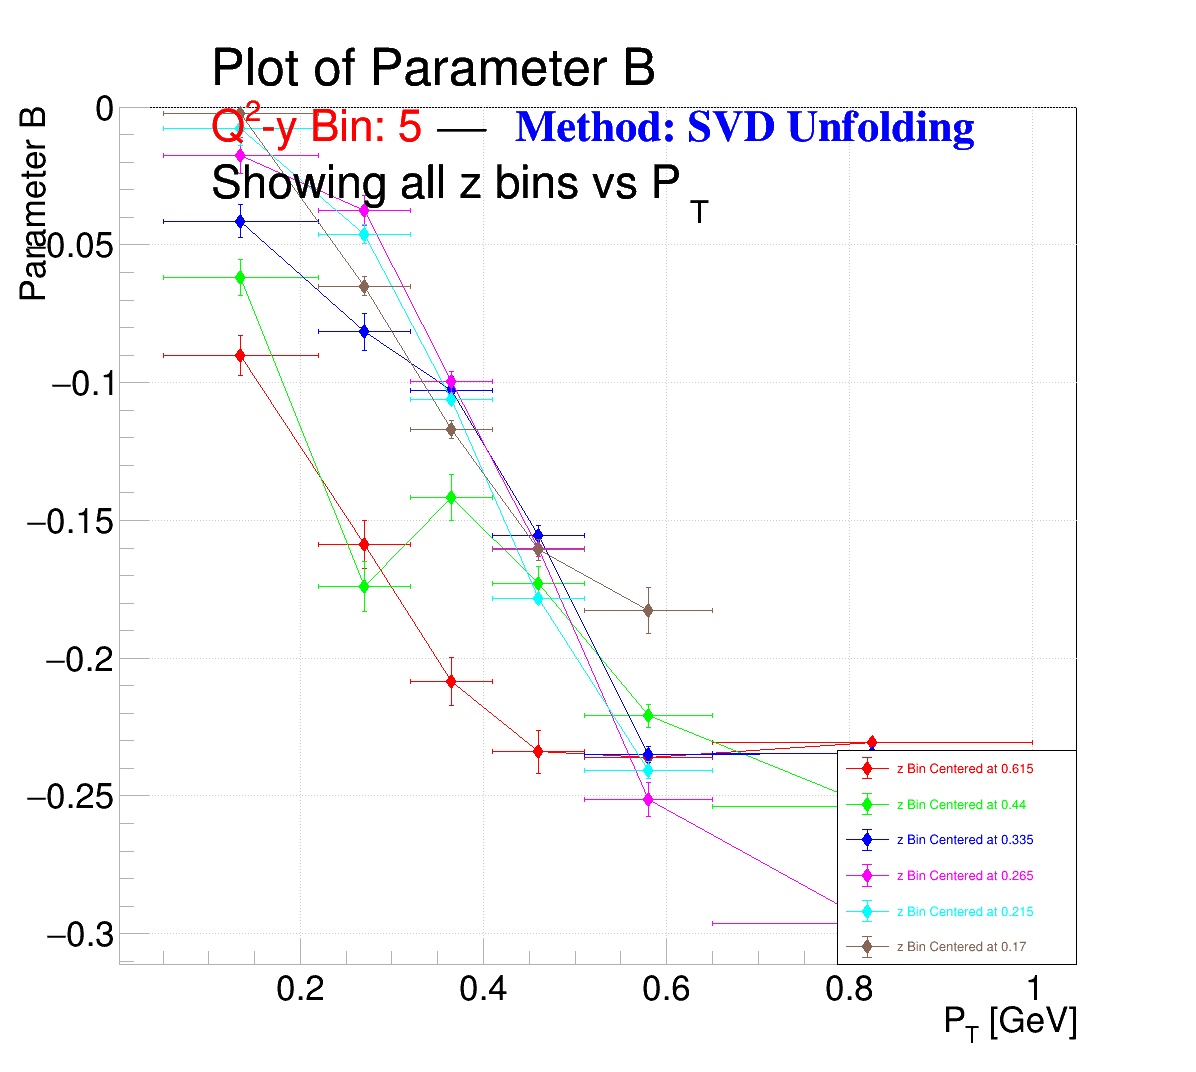 Plot of Parameter B
Q²-y Bin: 5 — Method: SVD Unfolding
Showing all z bins vs P_T
Parameter B
0
−0.05
−0.1
−0.15
−0.2
−0.25
−0.3
z Bin Centered at 0.615
z Bin Centered at 0.44
z Bin Centered at 0.335
z Bin Centered at 0.265
z Bin Centered at 0.215
z Bin Centered at 0.17
0.2 0.4 0.6 0.8 1
P_T [GeV]